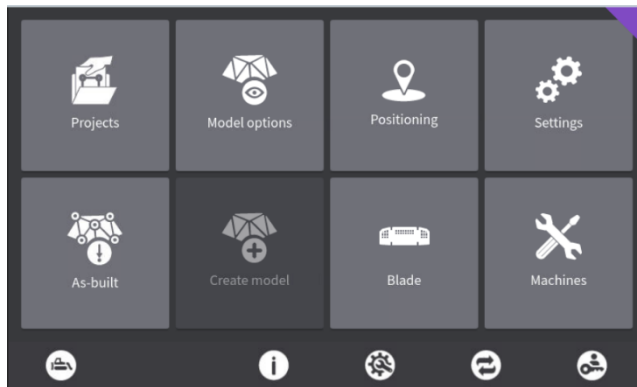 Projects
Model options
Positioning
Settings
As-built
Create model
Blade
Machines